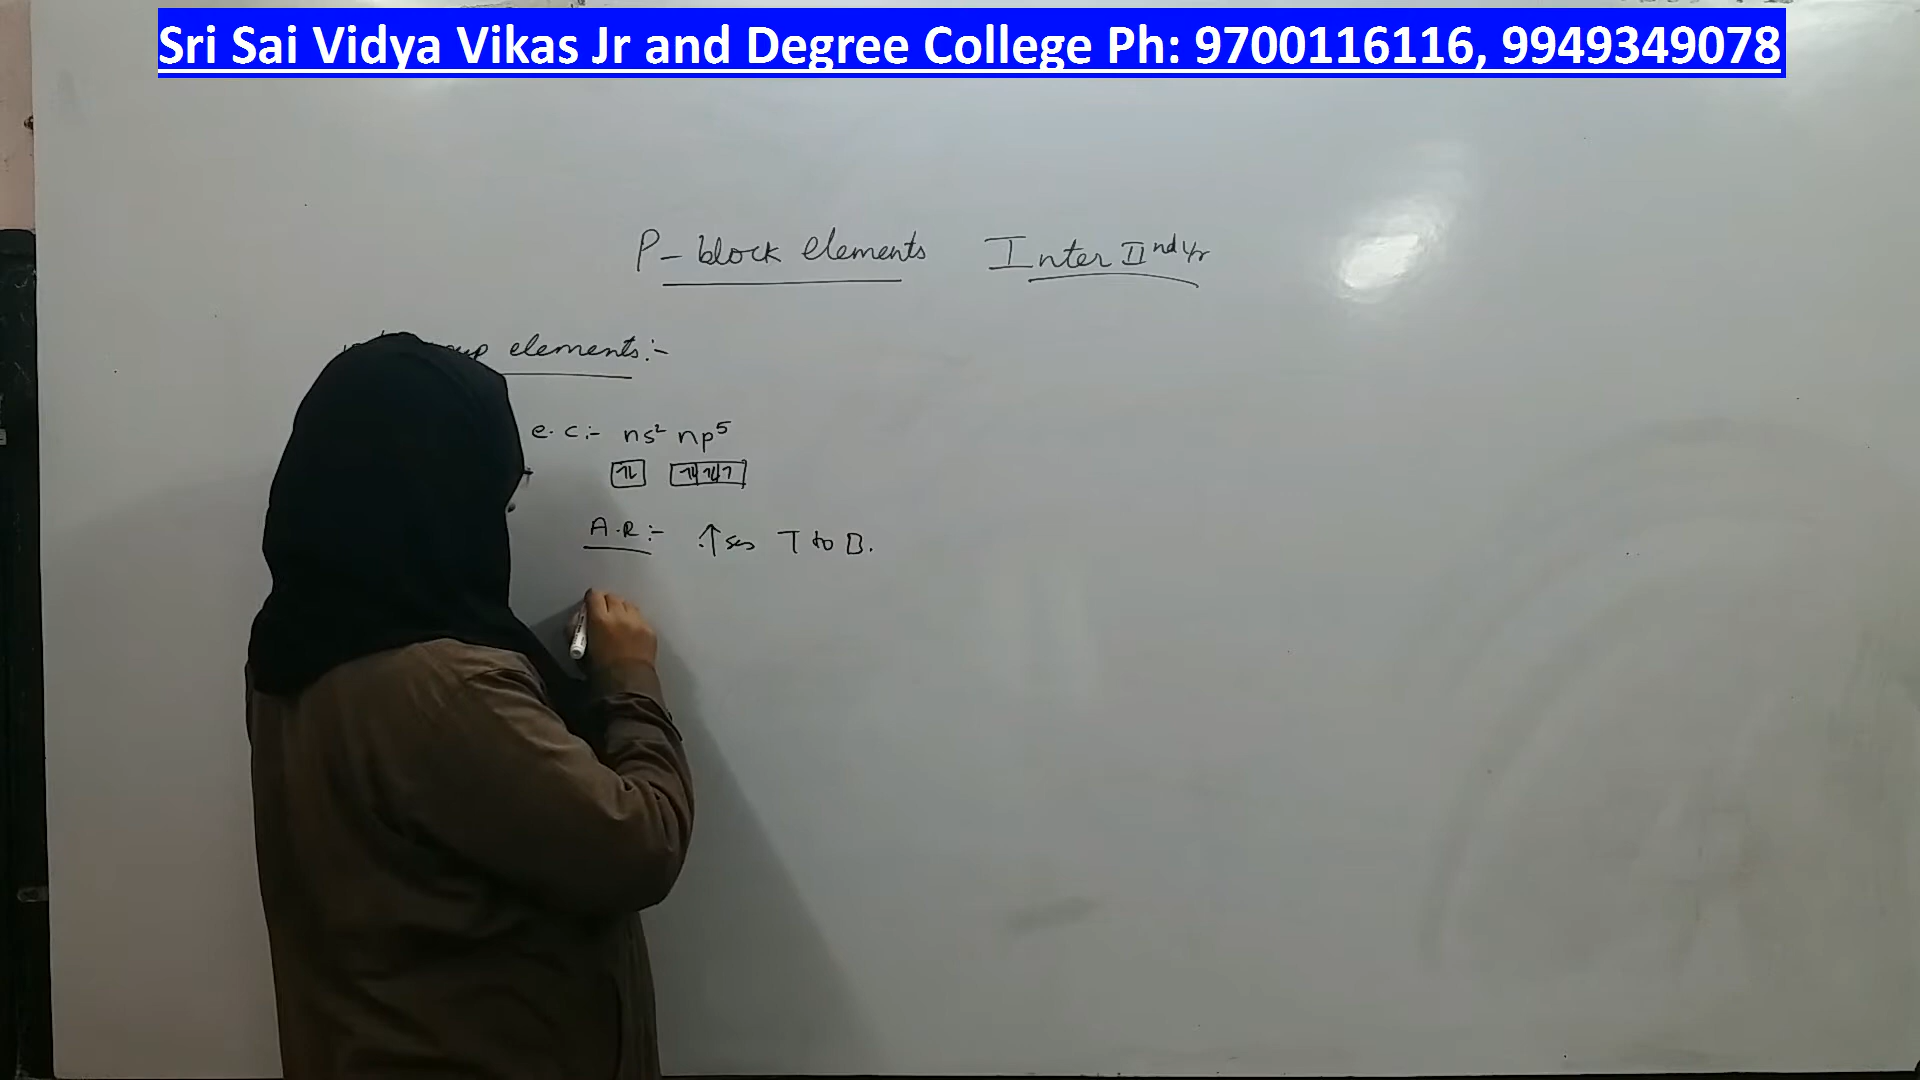 Sri Sai Vidya Vikas Jr and Degree College Ph: 9700116116, 9949349078
P-block elements Inter IInd yr
elements:-
e.c:- ns² np⁵
A.R:- ↑ses T to B.